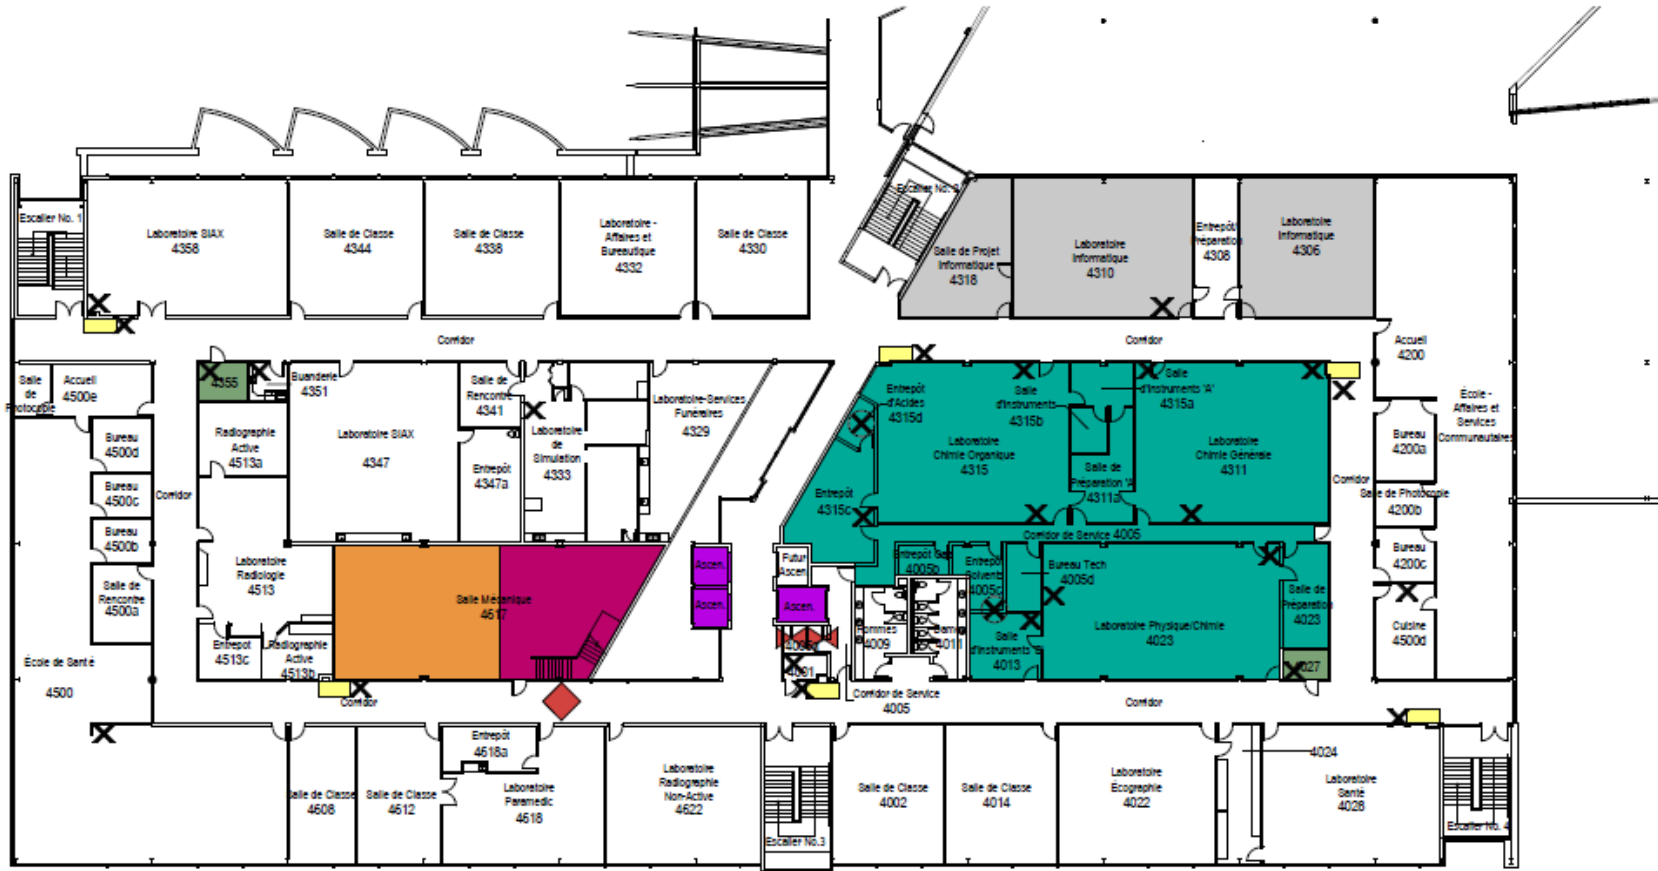 Escalier No. 1
Laboratoire SIAX
4358
Salle de Classe
4344
Salle de Classe
4338
Laboratoire -
Affaires et
Bureautique
4332
Salle de Classe
4330
Escalier No. 2
Salle de Projet
Informatique
4318
Laboratoire
Informatique
4310
Entrepôt/
Préparation
4308
Laboratoire
Informatique
4306
Corridor
Corridor
Accueil
4200
Salle
de
Photocopie
Accueil
4500e
4355
Buanderie
4351
Salle de
Rencontre
4341
Laboratoire-Services
Funéraires
4329
Entrepôt
d'Acides
4315d
Salle
d'Instruments
4315b
Salle
d'Instruments 'A'
4315a
École -
Affaires et
Services
Communautaires
Bureau
4500d
Radiographie
Active
4513a
Laboratoire SIAX
4347
Laboratoire
de
Simulation
4333
Entrepôt
4347a
Laboratoire
Chimie Organique
4315
Laboratoire
Chimie Générale
4311
Bureau
4200a
Bureau
4500c
Corridor
Salle de
Préparation 'A'
4311a
Entrepôt
4315c
Corridor
Salle de Photocopie
4200b
Bureau
4500b
Corridor de Service 4005
Bureau
4200c
Salle de
Rencontre
4500a
Laboratoire
Radiologie
4513
Ascen.
Futur
Ascen.
Entrepôt Gaz
4005b
Entrepôt
Solvants
4005c
Bureau Tech
4005d
Salle Mécanique
4617
Ascen.
Ascen.
Salle de
Préparation
4023
Laboratoire Physique/Chimie
4023
Cuisine
4500d
Hommes
4009
Dames
4011
Salle
d'Instruments
4013
École de Santé
4500
Entrepot
4513c
Radiographie
Active
4513b
4001
4027
Corridor
Corridor de Service
4005
Corridor
Salle de Classe
4608
Salle de Classe
4612
Entrepôt
4618a
Laboratoire
Paramedic
4618
Laboratoire
Radiographie
Non-Active
4622
Escalier No.3
Salle de Classe
4002
Salle de Classe
4014
Laboratoire
Écographie
4022
4024
Laboratoire
Santé
4028
Escalier No. 4